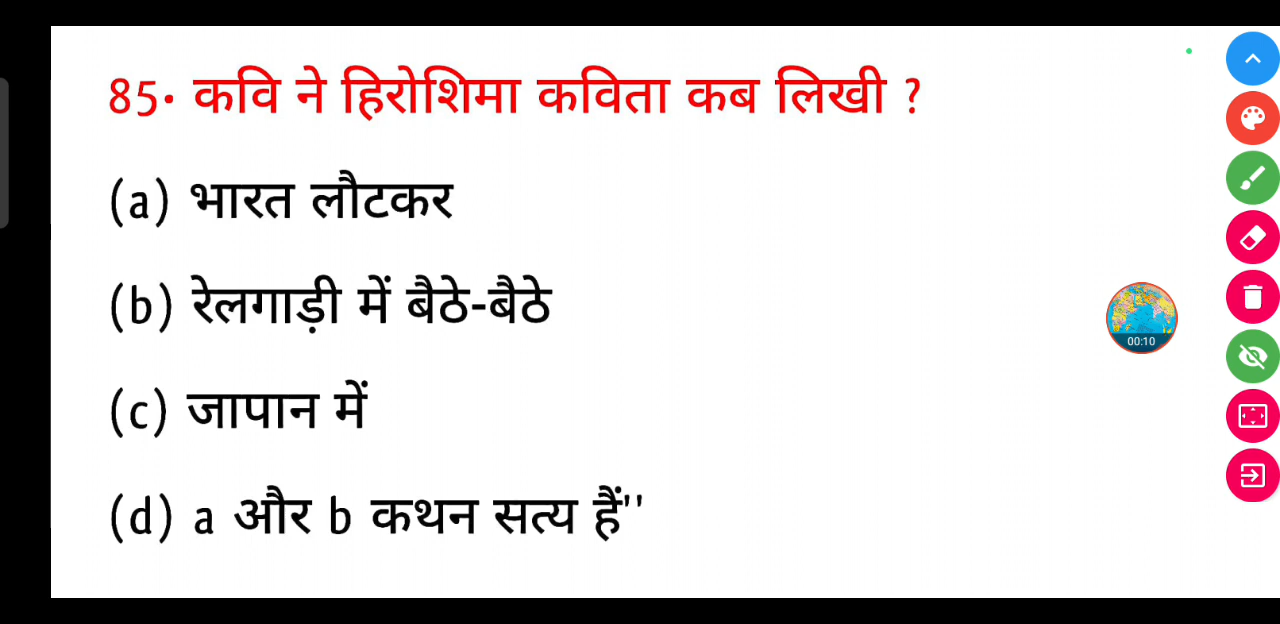 85· कवि ने हिरोशिमा कविता कब लिखी ?
(a) भारत लौटकर
(b) रेलगाड़ी में बैठे-बैठे
(c) जापान में
(d) a और b कथन सत्य हैं''
00:10